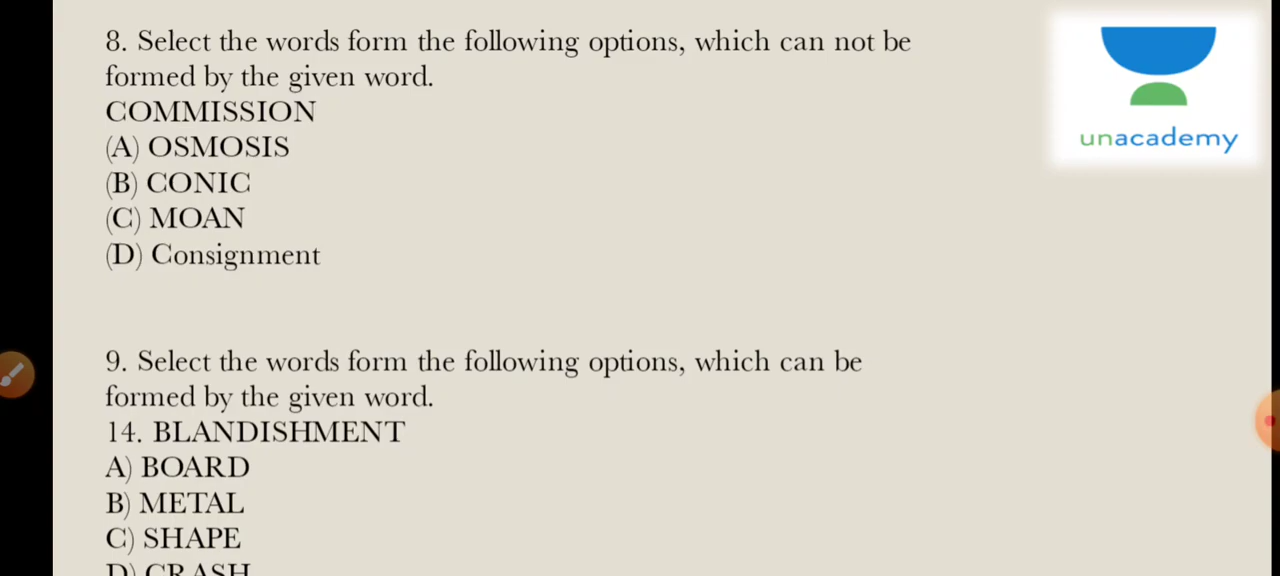 8. Select the words form the following options, which can not be
formed by the given word.
COMMISSION
(A) OSMOSIS
(B) CONIC
(C) MOAN
(D) Consignment
unacademy
9. Select the words form the following options, which can be
formed by the given word.
14. BLANDISHMENT
A) BOARD
B) METAL
C) SHAPE
D) CRASH